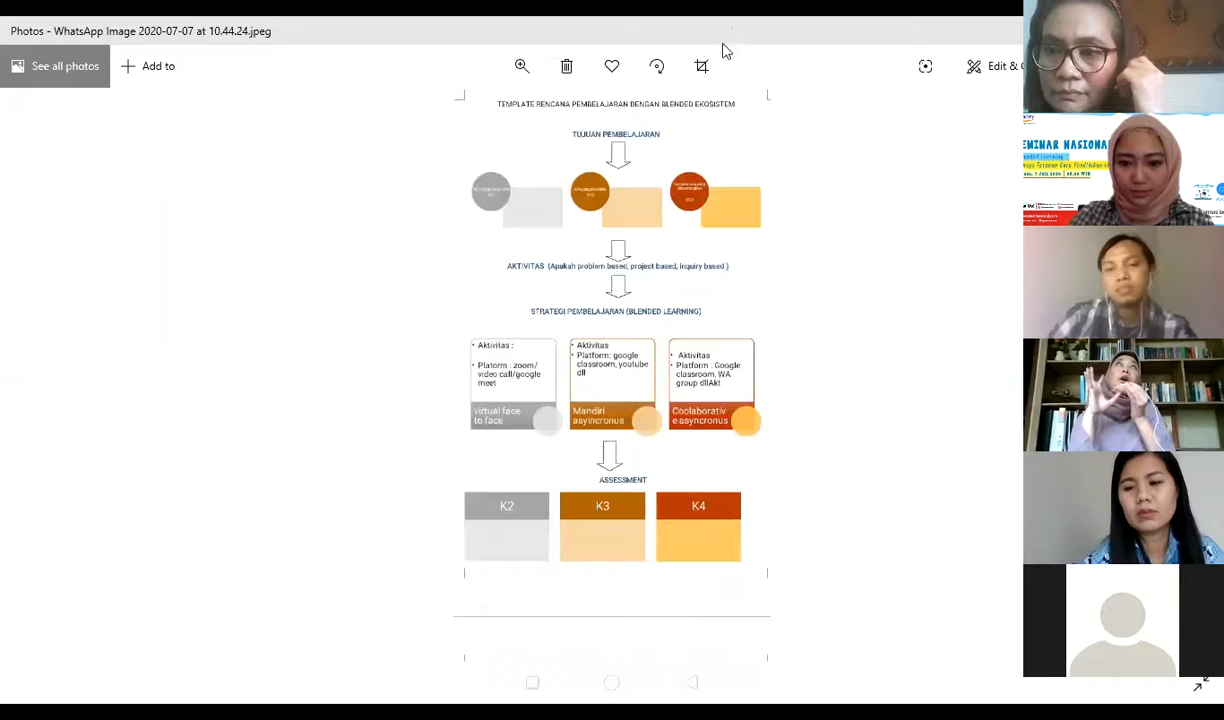 Photos - WhatsApp Image 2020-07-07 at 10.44.24.jpeg
See all photos
Add to
Edit &
TEMPLATE RENCANA PEMBELAJARAN DENGAN BLENDED EKOSISTEM
TUJUAN PEMBELAJARAN
AKTIVITAS (Apakah problem based, project based, inquiry based )
STRATEGI PEMBELAJARAN (BLENDED LEARNING)
• Aktivitas :
• Platorm : zoom/
video call/google
meet
virtual face
to face
• Aktivitas
• Platform: google
classroom, youtube
dll
Mandiri
asyincronus
• Aktivitas
• Platform : Google
classroom, WA
group dllAkt
Coolaborativ
e asyncronus
ASSESSMENT
K2
K3
K4
EMINAR NASIONA